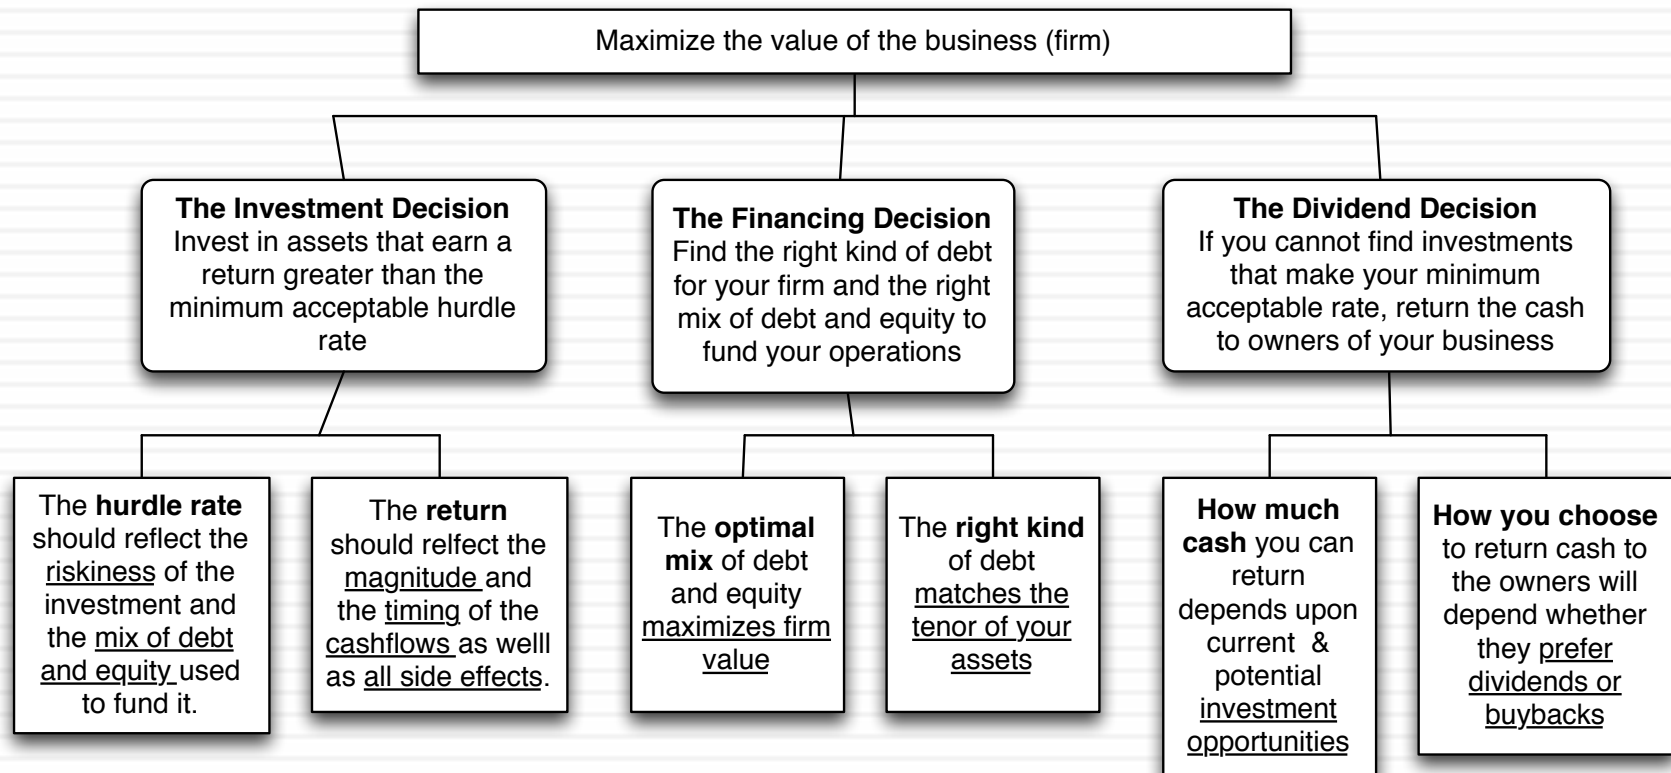 Maximize the value of the business (firm)
The Investment Decision
Invest in assets that earn a
return greater than the
minimum acceptable hurdle
rate
The Financing Decision
Find the right kind of debt
for your firm and the right
mix of debt and equity to
fund your operations
The Dividend Decision
If you cannot find investments
that make your minimum
acceptable rate, return the cash
to owners of your business
The hurdle rate
should reflect the
riskiness of the
investment and
the mix of debt
and equity used
to fund it.
The return
should relfect the
magnitude and
the timing of the
cashflows as welll
as all side effects.
The optimal
mix of debt
and equity
maximizes firm
value
The right kind
of debt
matches the
tenor of your
assets
How much
cash you can
return
depends upon
current &
potential
investment
opportunities
How you choose
to return cash to
the owners will
depend whether
they prefer
dividends or
buybacks